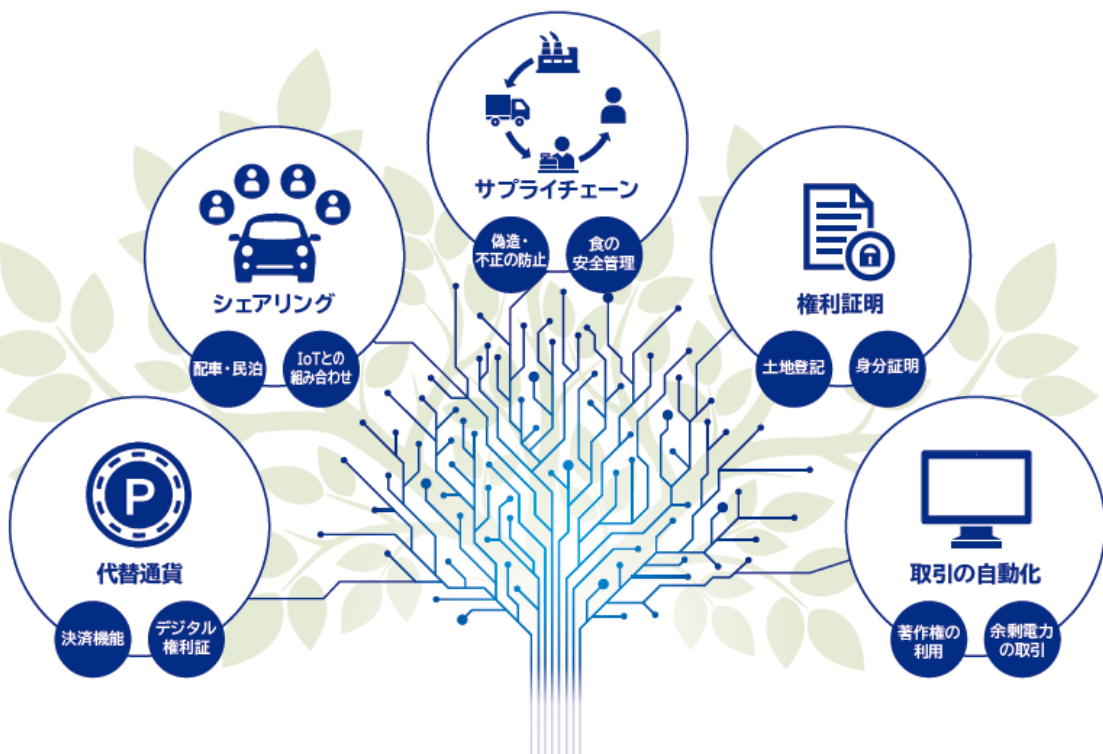 サプライチェーン
偽造・
不正の防止
食の
安全管理
シェアリング
配車・民泊
IoTとの
組み合わせ
権利証明
土地登記
身分証明
P
代替通貨
決済機能
デジタル
権利証
取引の自動化
著作権の
利用
余剰電力
の取引